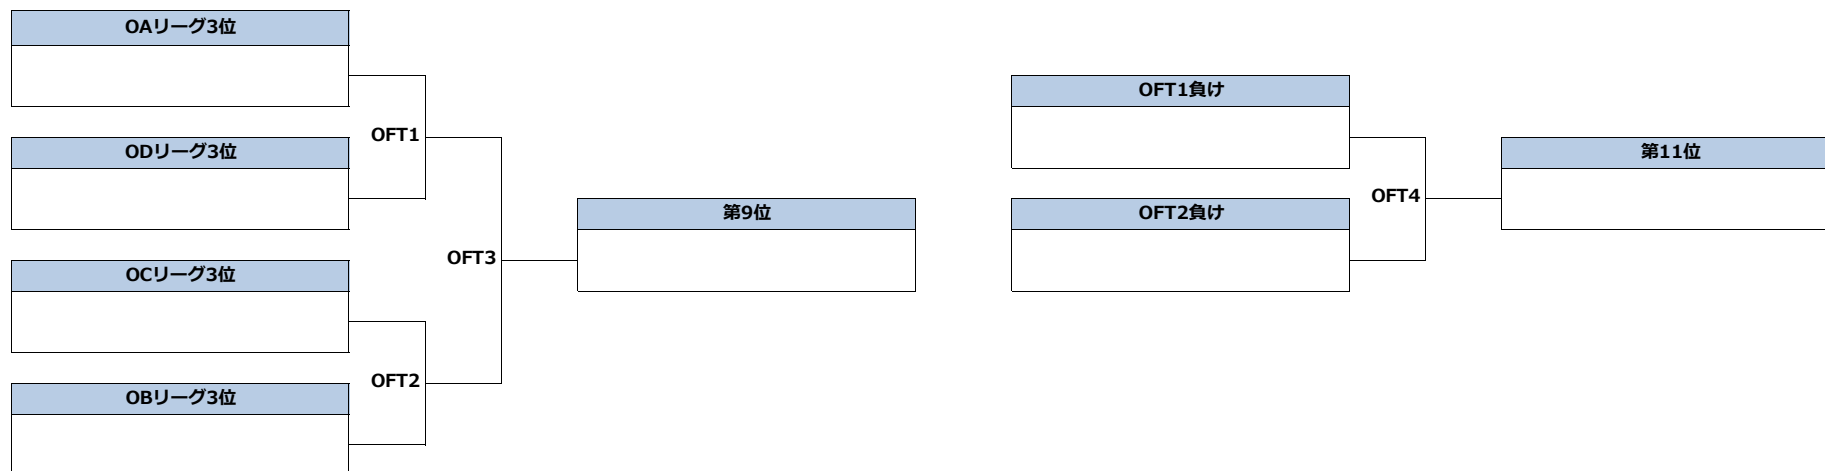 OAリーグ3位
OFT1
ODリーグ3位
OFT3
第9位
OCリーグ3位
OFT2
OBリーグ3位
OFT1負け
OFT4
OFT2負け
第11位